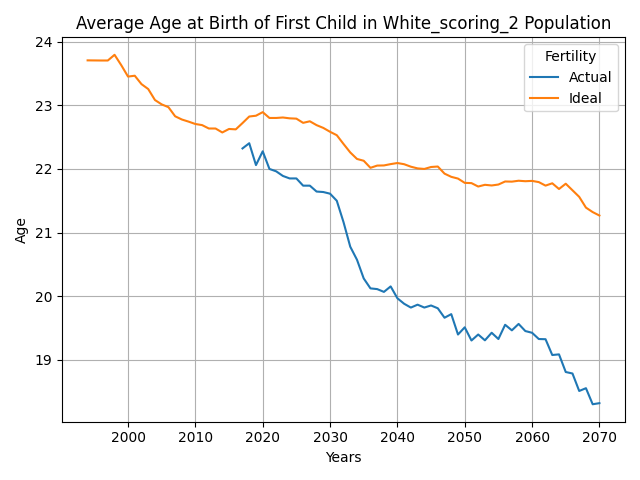 Average Age at Birth of First Child in White_scoring_2 Population
Fertility
Actual
Ideal
Age
24
23
22
21
20
19
2000 2010 2020 2030 2040 2050 2060 2070
Years